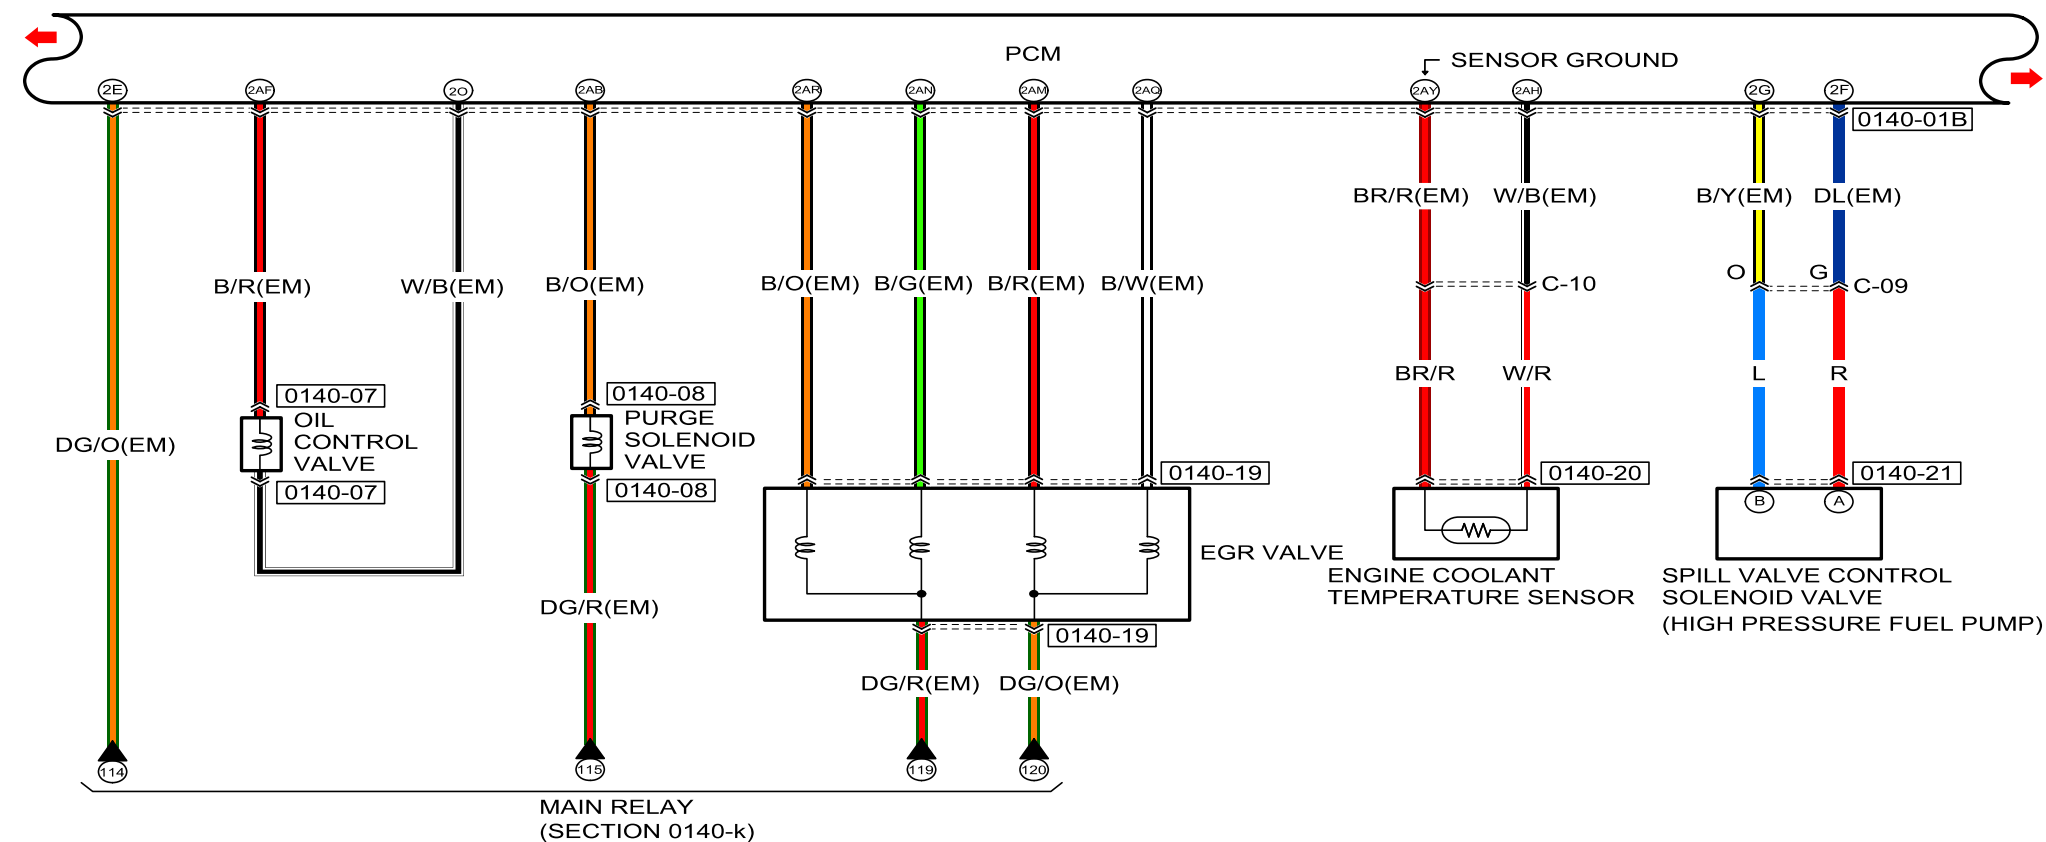 PCM
SENSOR GROUND
2E 2AF 2O 2AB 2AR 2AN 2AM 2AQ 2AY 2AH 2G 2F
0140-01B
BR/R(EM) W/B(EM) B/Y(EM) DL(EM)
B/R(EM) W/B(EM) B/O(EM) B/O(EM) B/G(EM) B/R(EM) B/W(EM) C-10 O G C-09
BR/R W/R L R
0140-07
OIL
CONTROL
VALVE
0140-07
0140-08
PURGE
SOLENOID
VALVE
0140-08
DG/O(EM)
0140-19 0140-20 0140-21
B A
EGR VALVE
ENGINE COOLANT
TEMPERATURE SENSOR
SPILL VALVE CONTROL
SOLENOID VALVE
(HIGH PRESSURE FUEL PUMP)
DG/R(EM)
0140-19
DG/R(EM) DG/O(EM)
114 115 119 120
MAIN RELAY
(SECTION 0140-k)